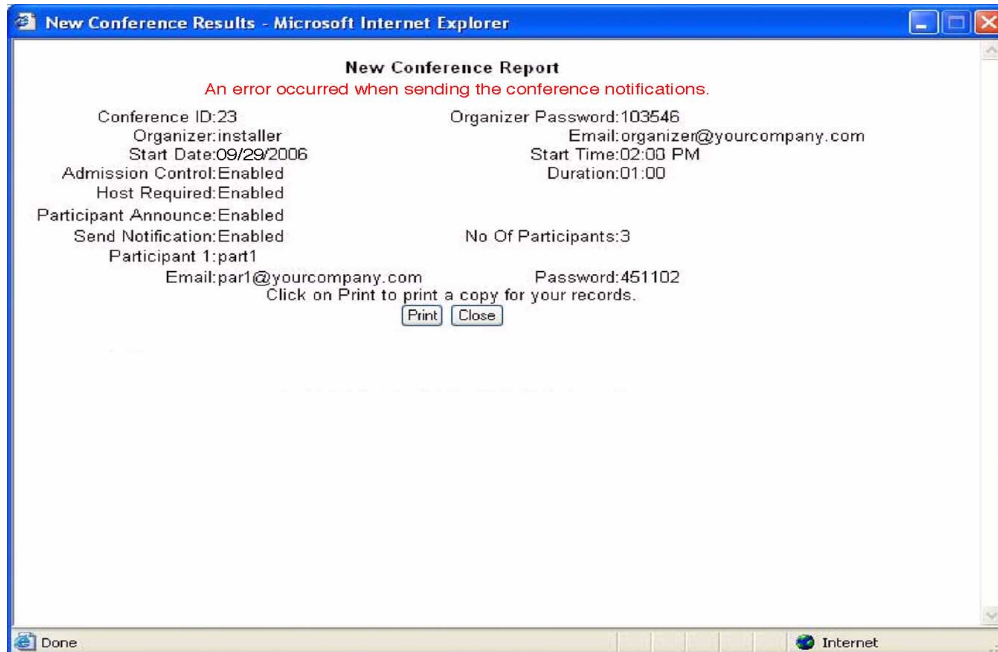 New Conference Results - Microsoft Internet Explorer
New Conference Report
An error occurred when sending the conference notifications.
Conference ID:23 Organizer Password:103546
Organizer:installer Email:organizer@yourcompany.com
Start Date:09/29/2006 Start Time:02:00 PM
Admission Control:Enabled Duration:01:00
Host Required:Enabled
Participant Announce:Enabled
Send Notification:Enabled No Of Participants:3
Participant 1:part1
Email:par1@yourcompany.com Password:451102
Click on Print to print a copy for your records.
Print Close
Done Internet